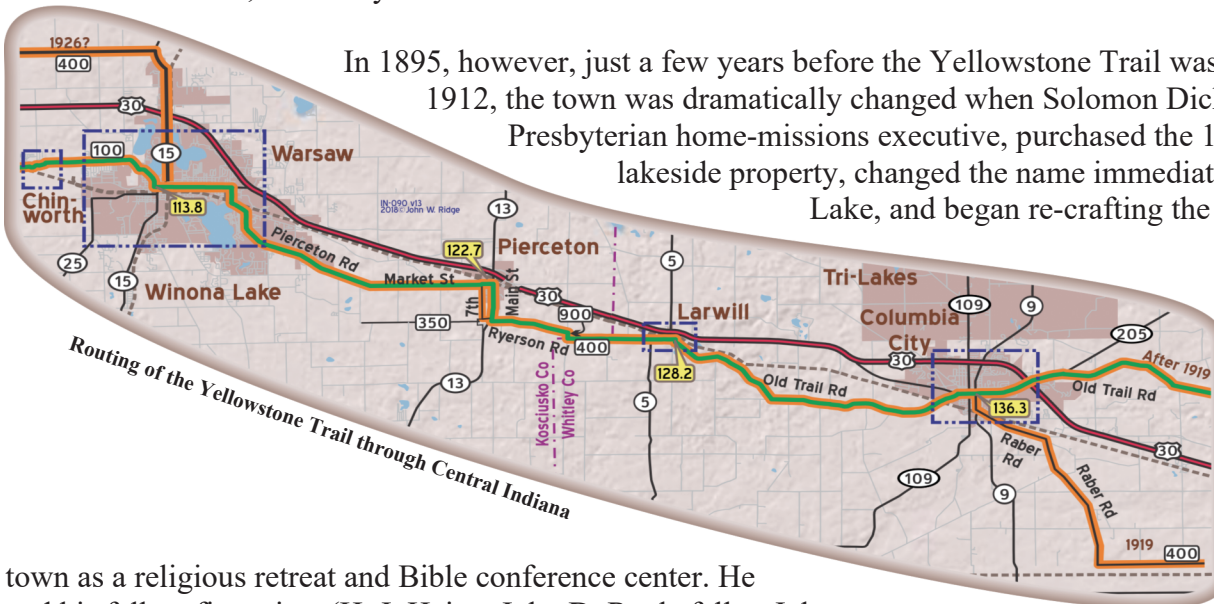 In 1895, however, just a few years before the Yellowstone Trail was
1912, the town was dramatically changed when Solomon Dic
Presbyterian home-missions executive, purchased the 1
lakeside property, changed the name immediat
Lake, and began re-crafting the
1926?
400
30
100
15
Warsaw
Chin-
worth
113.8
IN-090 v13
2018© John W. Ridge
13
Pierceton
122.7
5
Pierceton Rd
Market St
7th
Main St
30
900
Larwill
Tri-Lakes
109
9
Columbia
City
205
25
15
Winona Lake
350
Ryerson Rd
400
128.2
30
After 1919
Old Trail Rd
Old Trail Rd
13
5
136.3
Kosciusko Co
Whitley Co
Raber
Rd
30
109
9
Raber Rd
1919
400
Routing of the Yellowstone Trail through Central Indiana
town as a religious retreat and Bible conference center. He